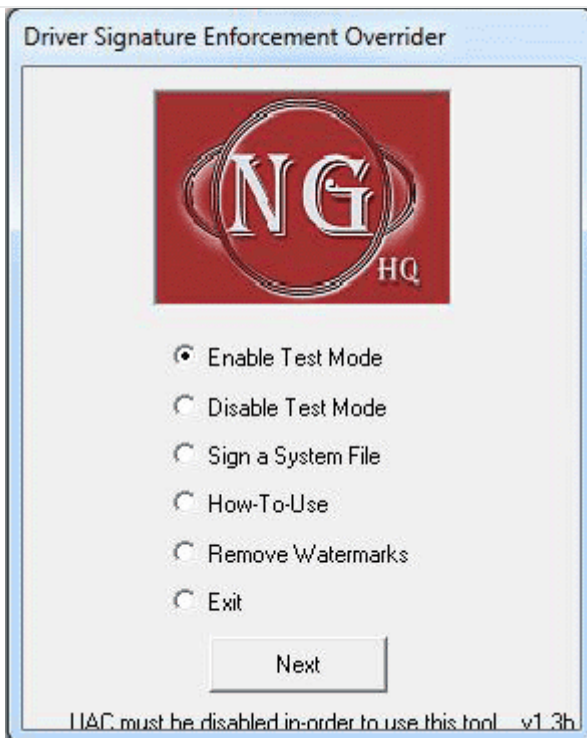 Driver Signature Enforcement Overrider
NG
HQ
Enable Test Mode
Disable Test Mode
Sign a System File
How-To-Use
Remove Watermarks
Exit
Next
UAC must be disabled in-order to use this tool v1.3b